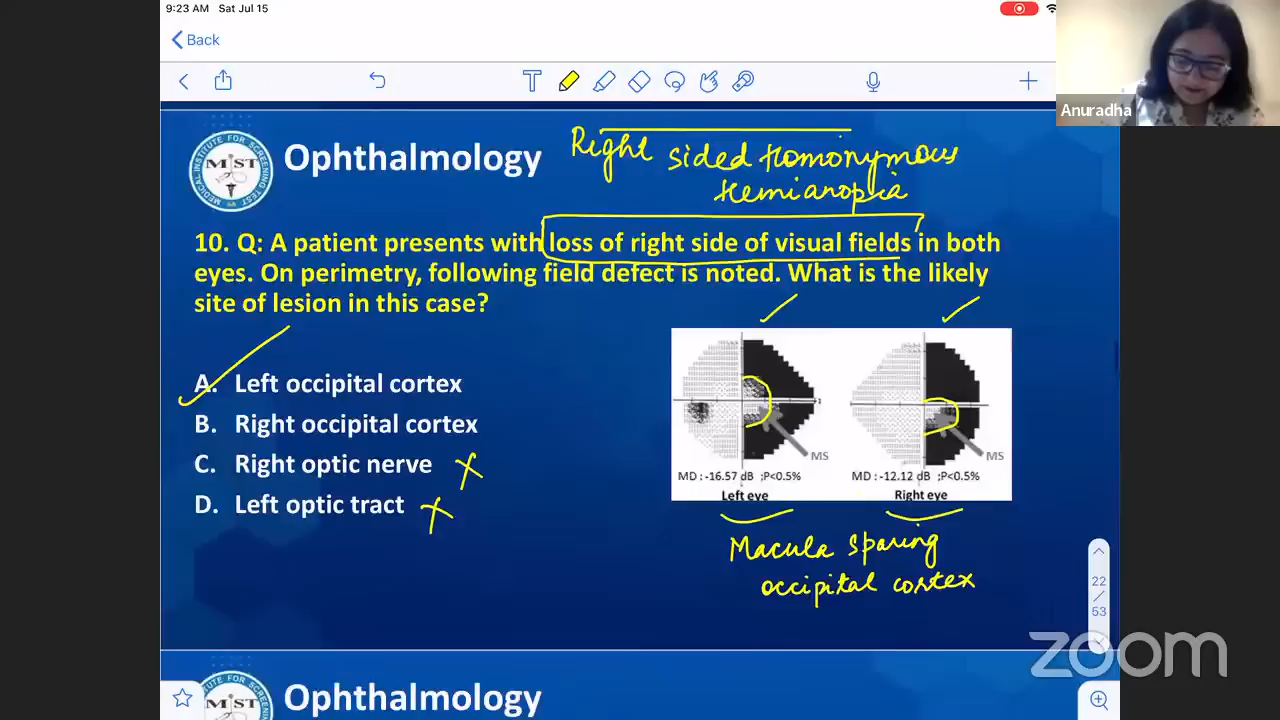 9:23 AM Sat Jul 15
Back
Anuradha
Ophthalmology
Right sided Homonymous
Hemianopia
10. Q: A patient presents with loss of right side of visual fields in both
eyes. On perimetry, following field defect is noted. What is the likely
site of lesion in this case?
A. Left occipital cortex
B. Right occipital cortex
C. Right optic nerve
D. Left optic tract
MS
MS
MD : -16.57 dB ;P<0.5%
MD : -12.12 dB ;P<0.5%
Left eye
Right eye
Macula sparing
occipital cortex
22
/
53
zoom
Ophthalmology